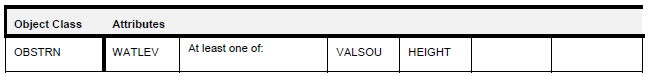 Object Class Attributes
OBSTRN WATLEV At least one of: VALSOU HEIGHT